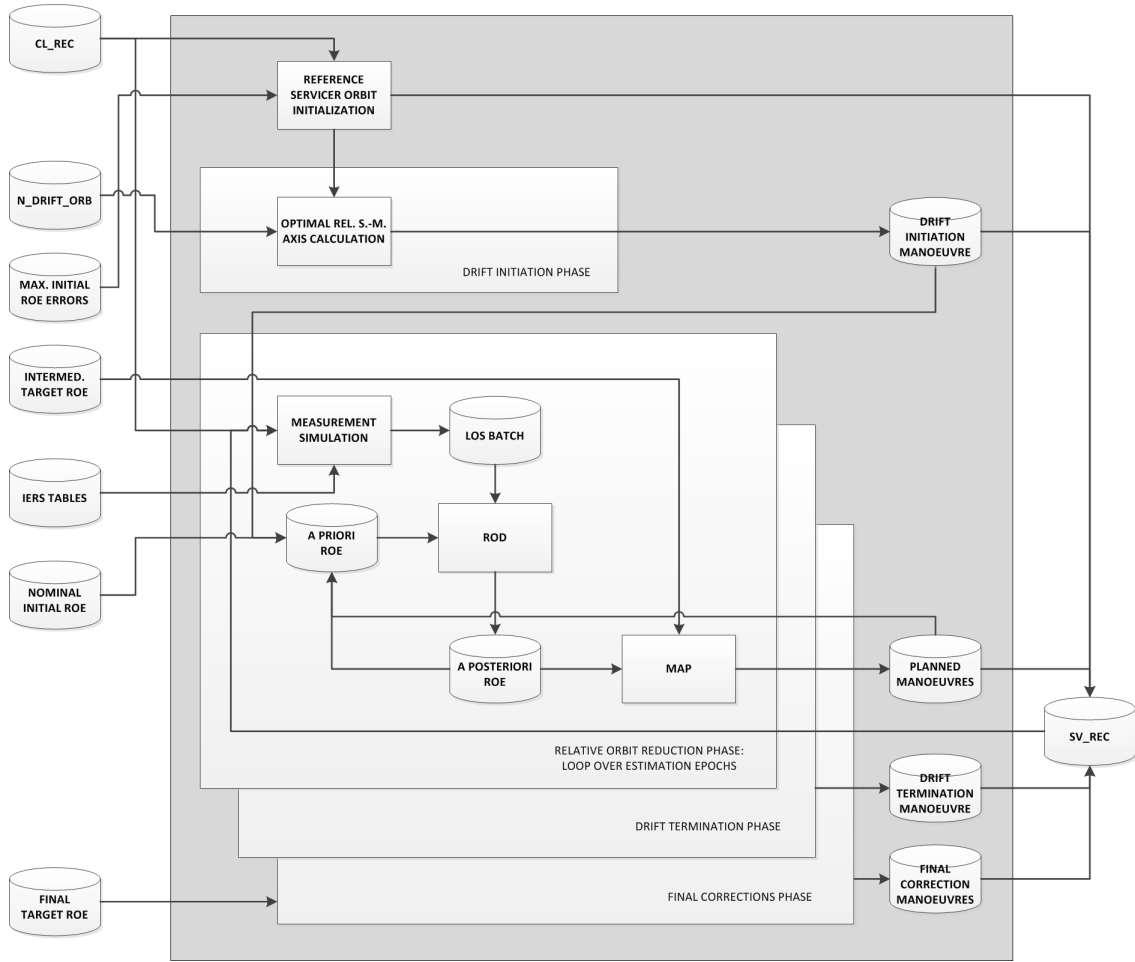 CL_REC
REFERENCE
SERVICER ORBIT
INITIALIZATION
N_DRIFT_ORB
OPTIMAL REL. S.-M.
AXIS CALCULATION
DRIFT
INITIATION
MANOEUVRE
DRIFT INITIATION PHASE
MAX. INITIAL
ROE ERRORS
INTERMED.
TARGET ROE
MEASUREMENT
SIMULATION
LOS BATCH
IERS TABLES
A PRIORI
ROE
ROD
NOMINAL
INITIAL ROE
A POSTERIORI
ROE
MAP
PLANNED
MANOEUVRES
SV_REC
RELATIVE ORBIT REDUCTION PHASE:
LOOP OVER ESTIMATION EPOCHS
DRIFT
TERMINATION
MANOEUVRE
DRIFT TERMINATION PHASE
FINAL
CORRECTION
MANOEUVRES
FINAL CORRECTIONS PHASE
FINAL
TARGET ROE